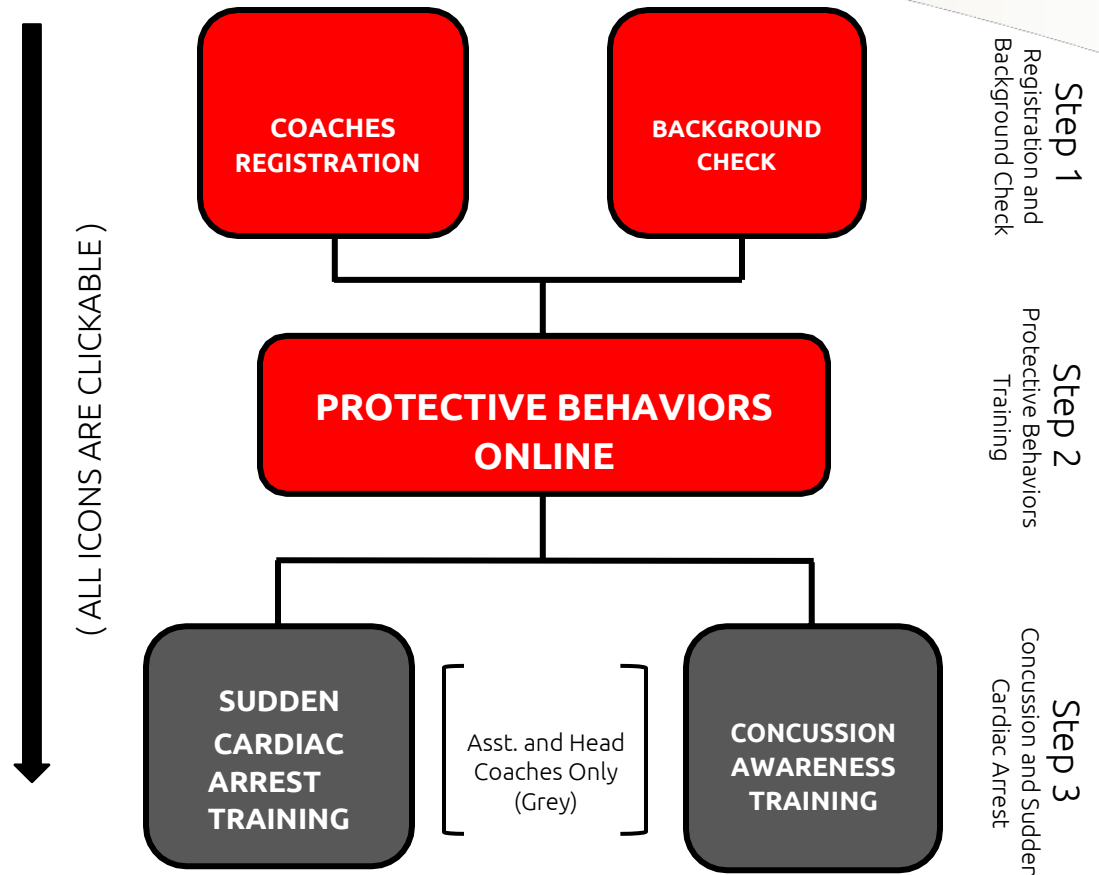 COACHES
REGISTRATION
BACKGROUND
CHECK
Step 1
Registration and
Background Check
( ALL ICONS ARE CLICKABLE )
PROTECTIVE BEHAVIORS
ONLINE
Step 2
Protective Behaviors
Training
SUDDEN
CARDIAC
ARREST
TRAINING
Asst. and Head
Coaches Only
(Grey)
CONCUSSION
AWARENESS
TRAINING
Step 3
Concussion and Sudden
Cardiac Arrest